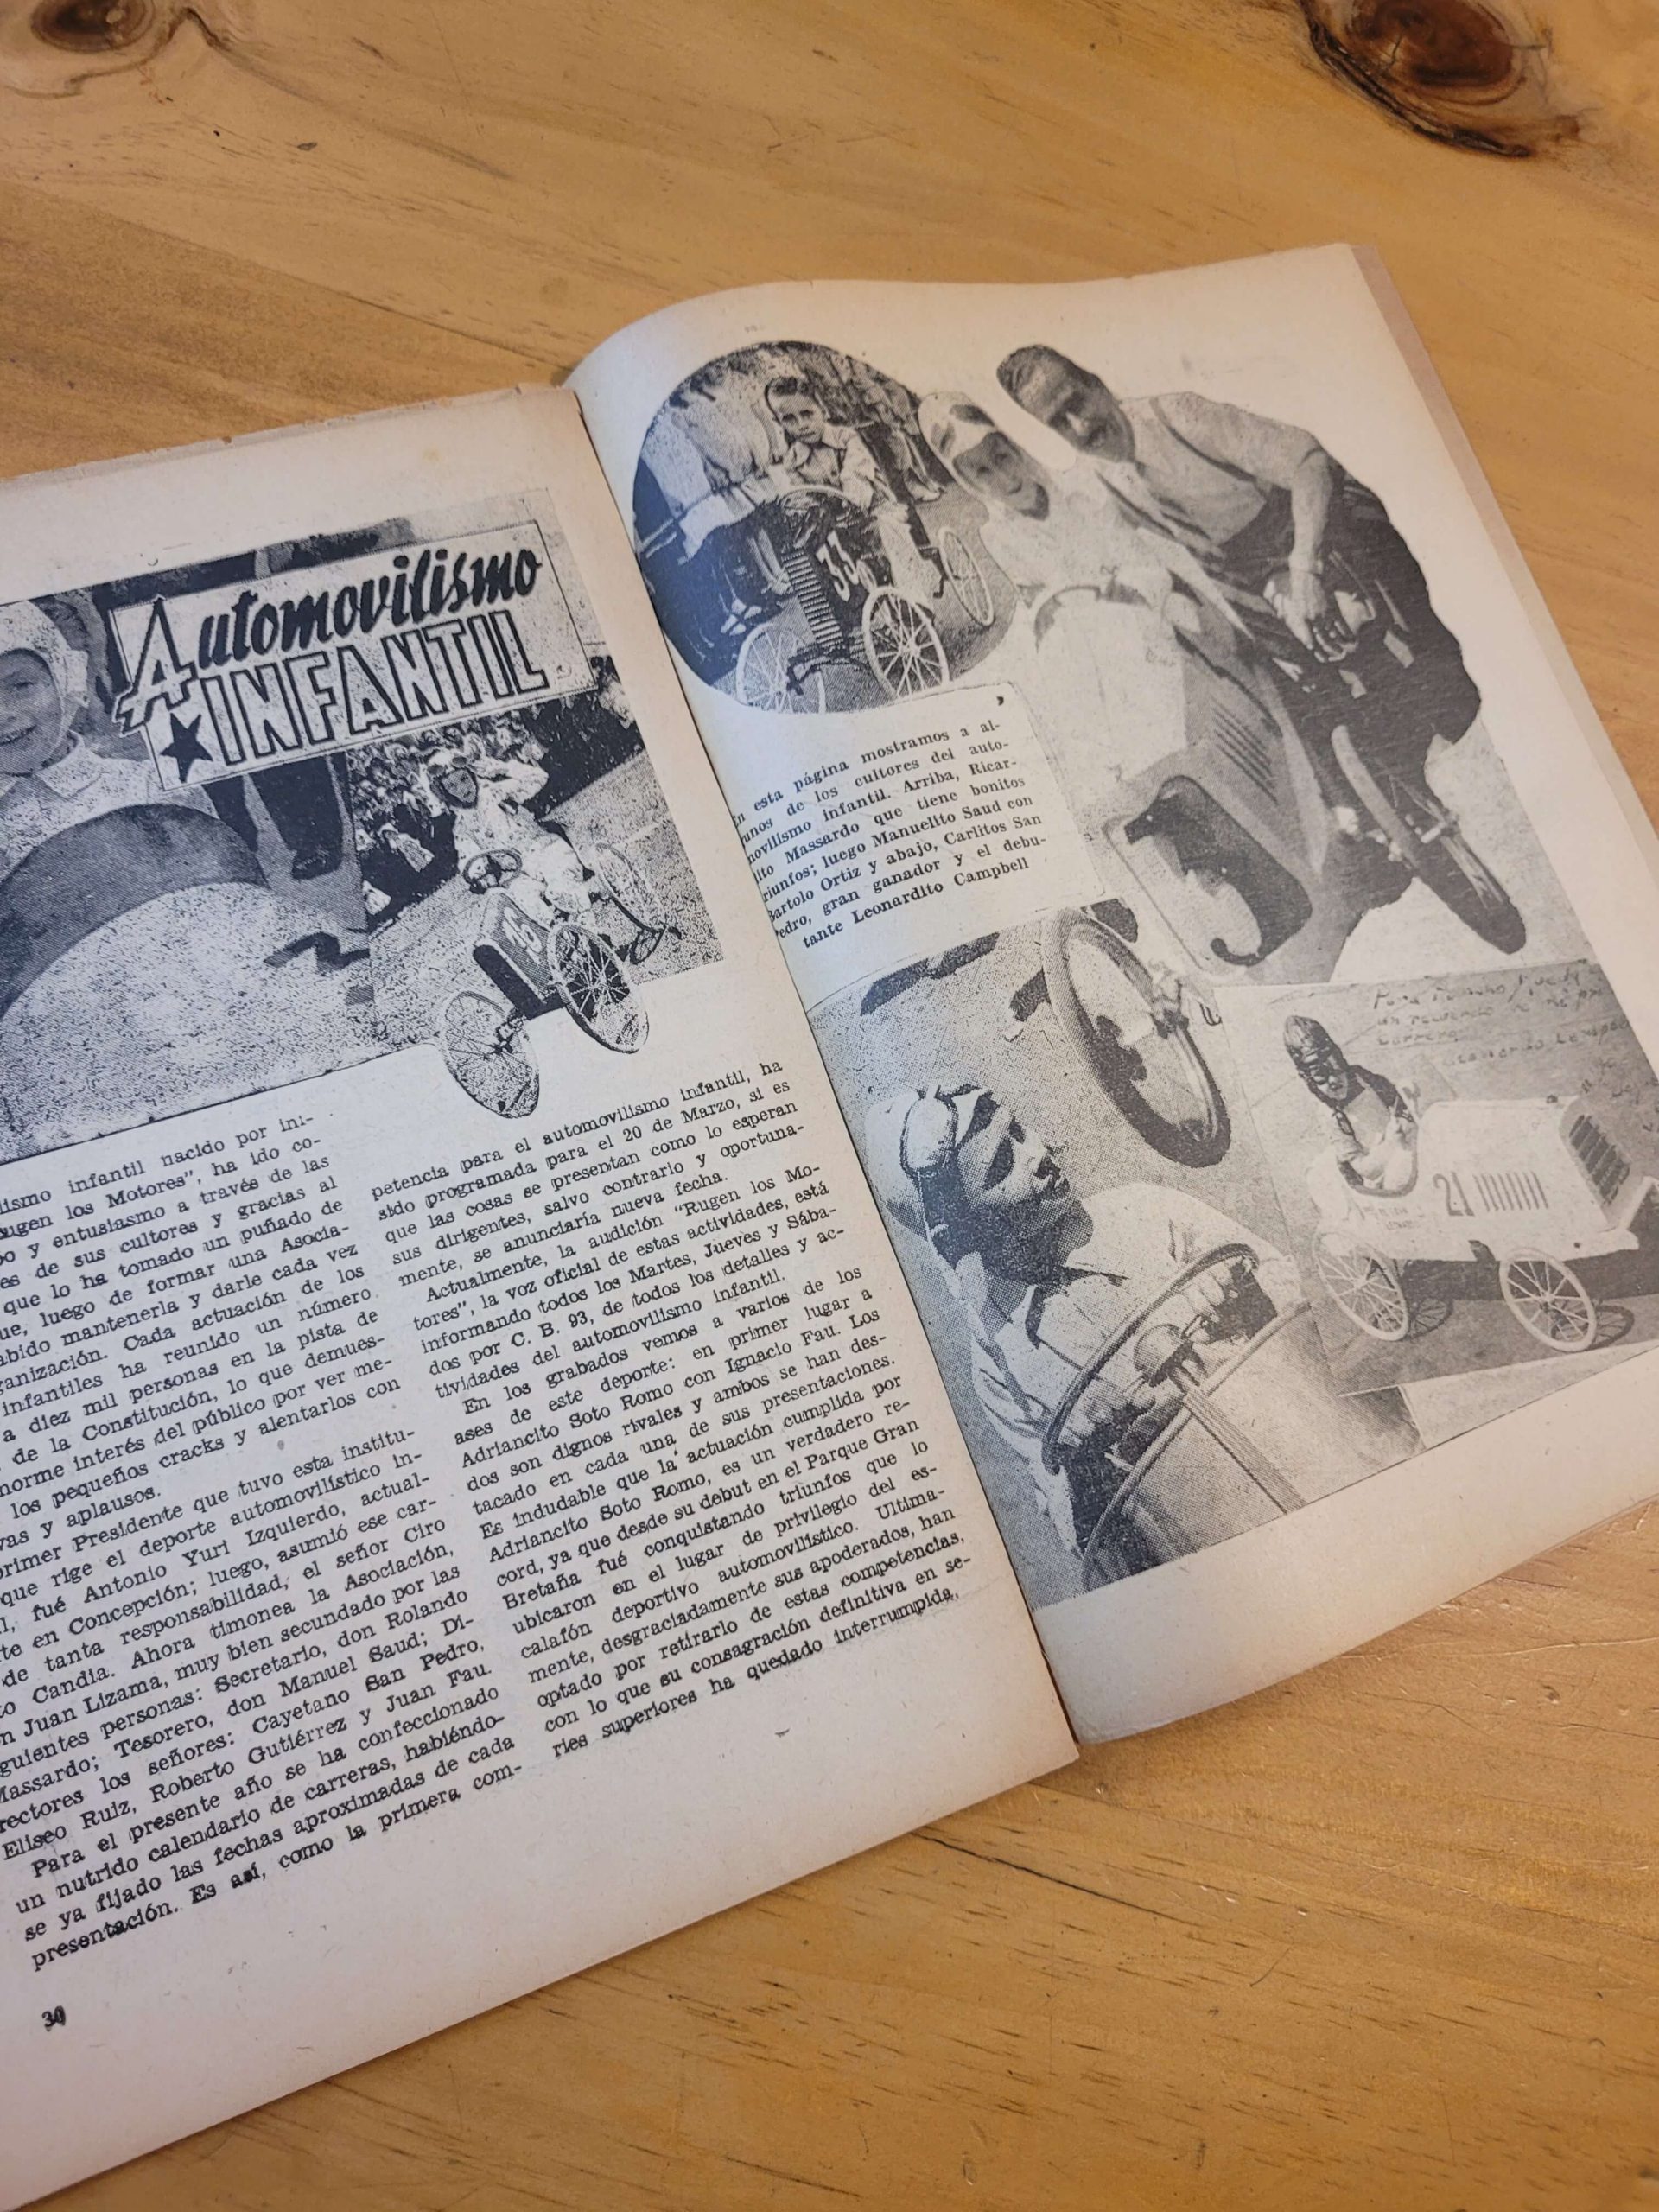 Automovilismo
INFANTIL
16
lismo infantil nacido por ini-
ugen los Motores", ha ido co-
po y entusiasmo a través de las
es de sus cultores y gracias al
que lo ha tomado un puñado de
ue, luego de formar una Asocia-
abido mantenerla y darle cada vez
ganización. Cada actuación de los
infantiles ha reunido un número
a diez mil personas en la pista de
de la Constitución, lo que demues-
norme interés del público por ver me-
los pequeños cracks y alentarlos con
vas y aplausos.
primer Presidente que tuvo esta institu-
que rige el deporte automovilístico in-
l, fué Antonio Yuri Izquierdo, actual-
te en Concepción; luego, asumió ese car-
de tanta responsabilidad, el señor Ciro
to Candia. Ahora timonea la Asociación,
n Juan Lizama, muy bien secundado por las
guientes personas: Secretario, don Rolando
Massardo; Tesorero, don Manuel Saud; Di-
rectores los señores: Cayetano San Pedro,
Eliseo Ruiz, Roberto Gutiérrez y Juan Fau.
Para el presente año se ha confeccionado
un nutrido calendario de carreras, habiéndo-
se ya fijado las fechas aproximadas de cada
presentación. Es así, como la primera com-
petencia para el automovilismo infantil, ha
sido programada para el 20 de Marzo, si es
que las cosas se presentan como lo esperan
sus dirigentes, salvo contrario y oportuna-
mente, se anunciaría nueva fecha.
Actualmente, la audición "Rugen los Mo-
tores", la voz oficial de estas actividades, está
informando todos los Martes, Jueves y Sába-
dos por C. B. 93, de todos los detalles y ac-
tividades del automovilismo infantil.
En los grabados vemos a varios de los
ases de este deporte: en primer lugar a
Adriancito Soto Romo con Ignacio Fau. Los
dos son dignos rivales y ambos se han des-
tacado en cada una de sus presentaciones.
Es indudable que la actuación cumplida por
Adriancito Soto Romo, es un verdadero re-
cord, ya que desde su debut en el Parque Gran
Bretaña fué conquistando triunfos que lo
ubicaron en el lugar de privilegio del es-
calafón deportivo automovilístico. Ultima-
mente, desgraciadamente sus apoderados, han
optado por retirarlo de estas competencias,
con lo que su consagración definitiva en se-
ries superiores ha quedado interrumpida.
30
33
En esta página mostramos a al-
gunos de los cultores del auto-
movilismo infantil. Arriba, Ricar-
dito Massardo que tiene bonitos
triunfos; luego Manuelito Saud con
Bartolo Ortiz y abajo, Carlitos San
Pedro, gran ganador y el debu-
tante Leonardito Campbell
Para
un recuerdo de mi
carrera
21